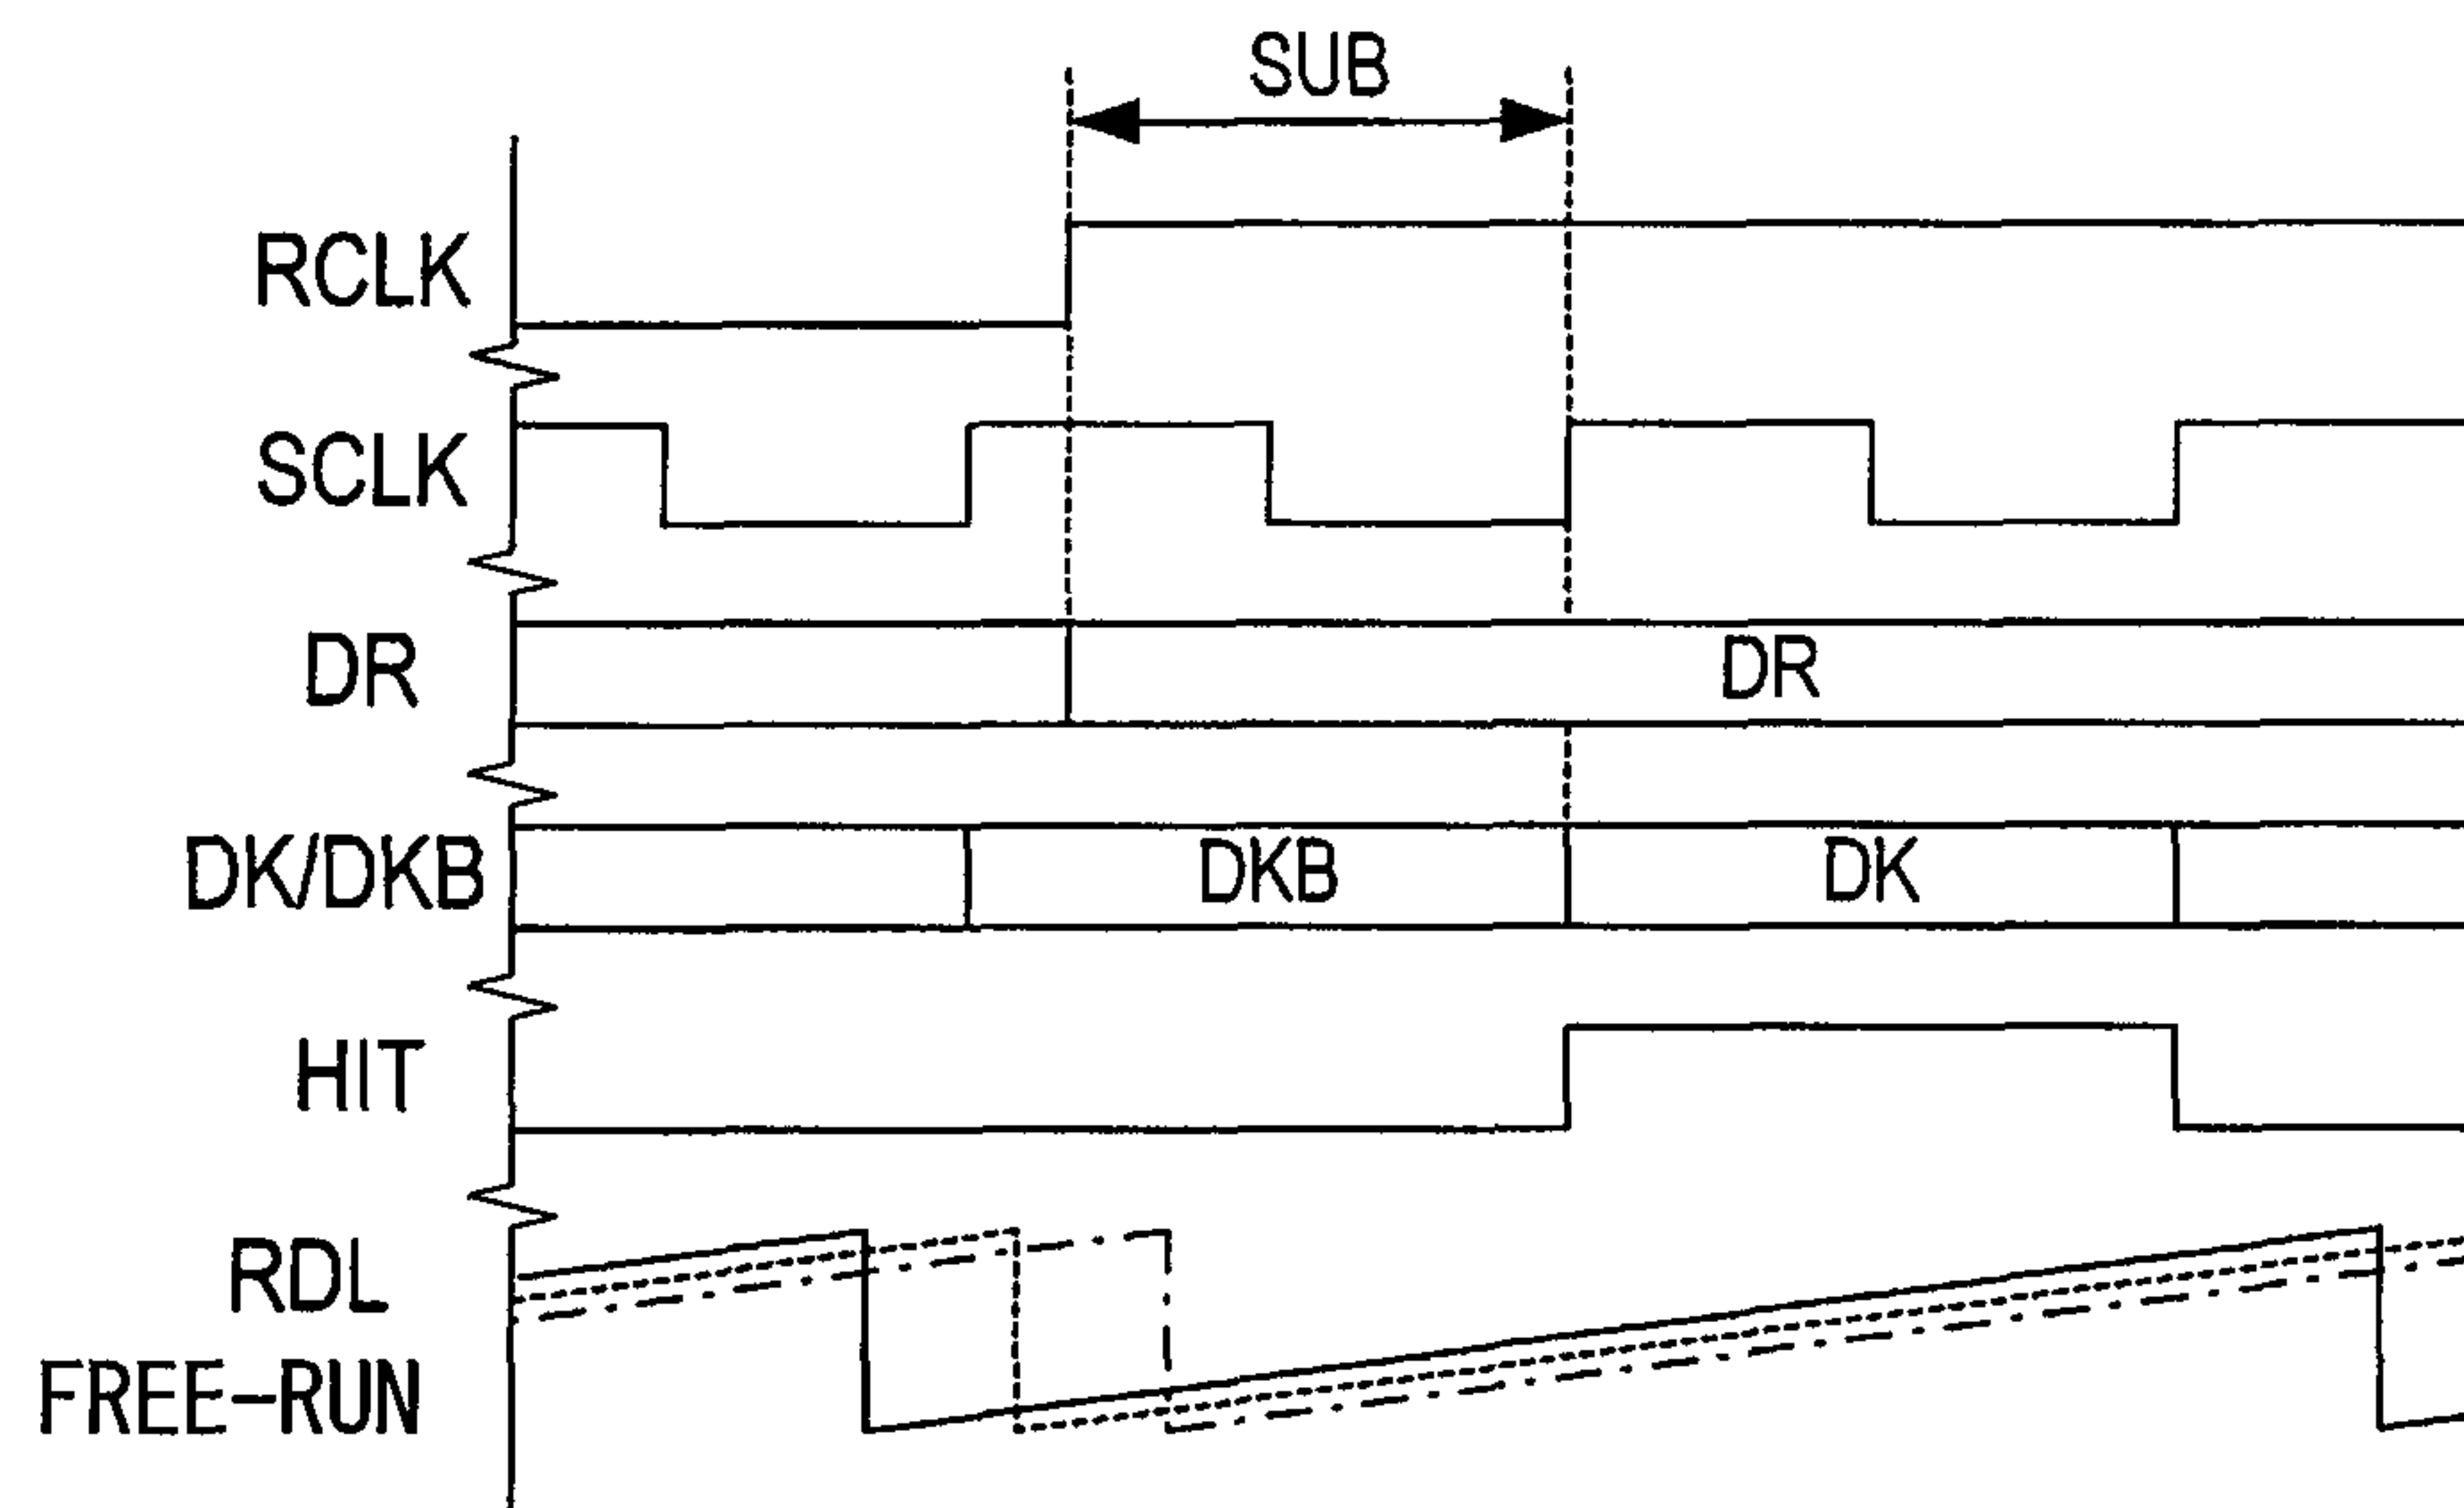 SUB
RCLK
SCLK
DR
DR
DK/DKB
DKB
DK
HIT
RDL
FREE-RUN